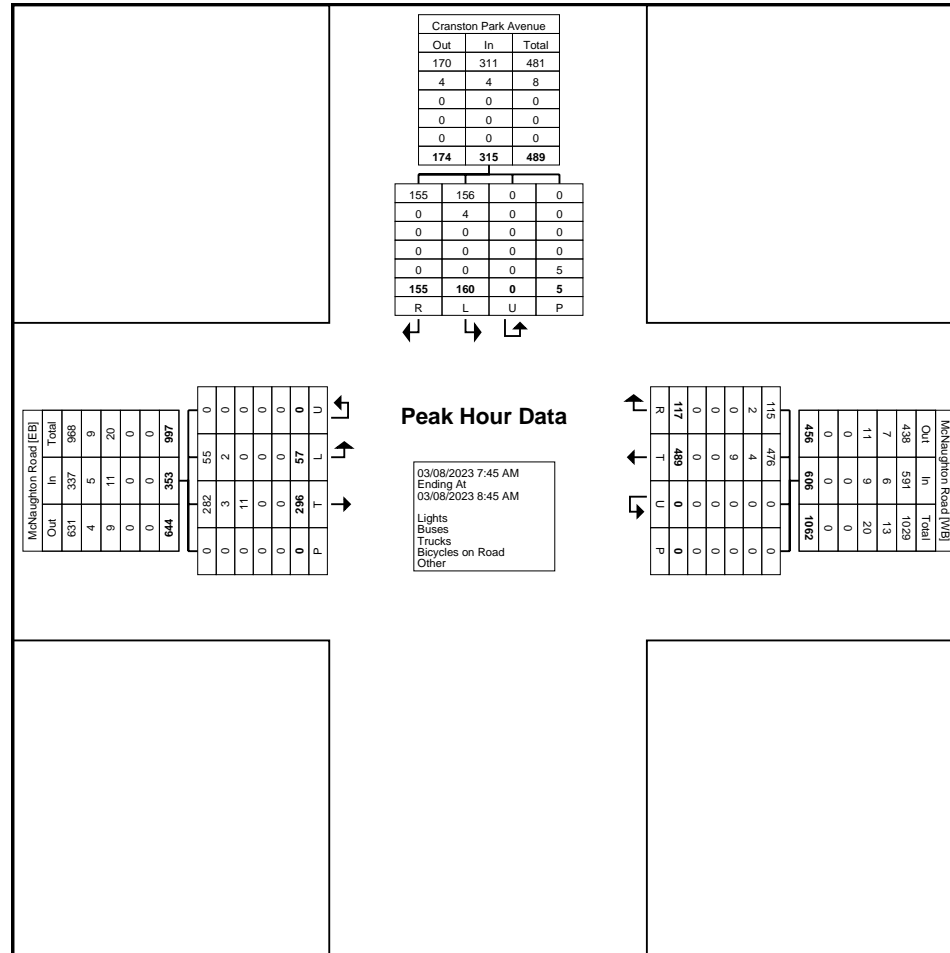 Cranston Park Avenue
Out In Total
170 311 481
4 4 8
0 0 0
0 0 0
0 0 0
174 315 489
155 156 0 0
0 4 0 0
0 0 0 0
0 0 0 0
0 0 0 5
155 160 0 5
R L U P
McNaughton Road [EB]
Total In Out
968 337 631
9 5 4
20 11 9
0 0 0
0 0 0
997 353 644
0 55 282 0
0 2 3 0
0 0 11 0
0 0 0 0
0 0 0 0
0 57 296 0
U L T P
Peak Hour Data
03/08/2023 7:45 AM
Ending At
03/08/2023 8:45 AM
Lights
Buses
Trucks
Bicycles on Road
Other
R T U P
117 489 0 0
0 0 0 0
0 0 0 0
0 9 0 0
2 4 0 0
115 476 0 0
McNaughton Road [WB]
Out In Total
438 591 1029
7 6 13
11 9 20
0 0 0
0 0 0
456 606 1062